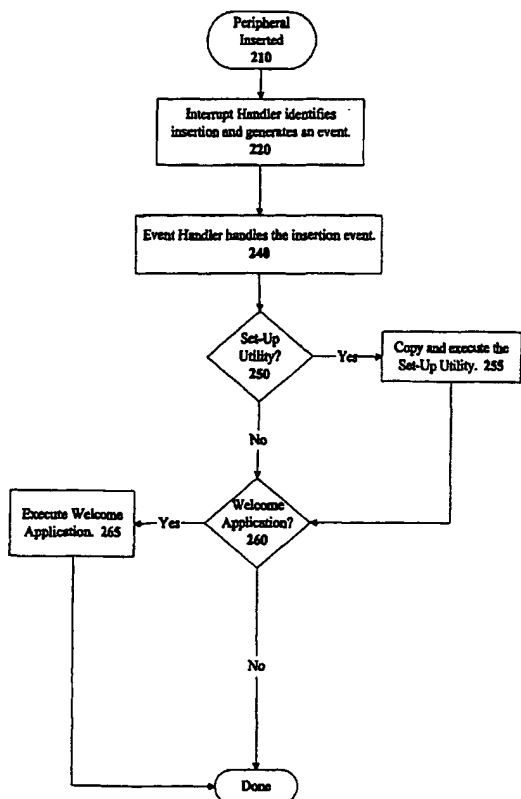 Peripheral
Inserted
210
Interrupt Handler identifies
insertion and generates an event.
220
Event Handler handles the insertion event.
240
Set-Up
Utility?
250
Yes
Copy and execute the
Set-Up Utility. 255
No
Welcome
Application?
260
Yes
Execute Welcome
Application. 265
No
Done